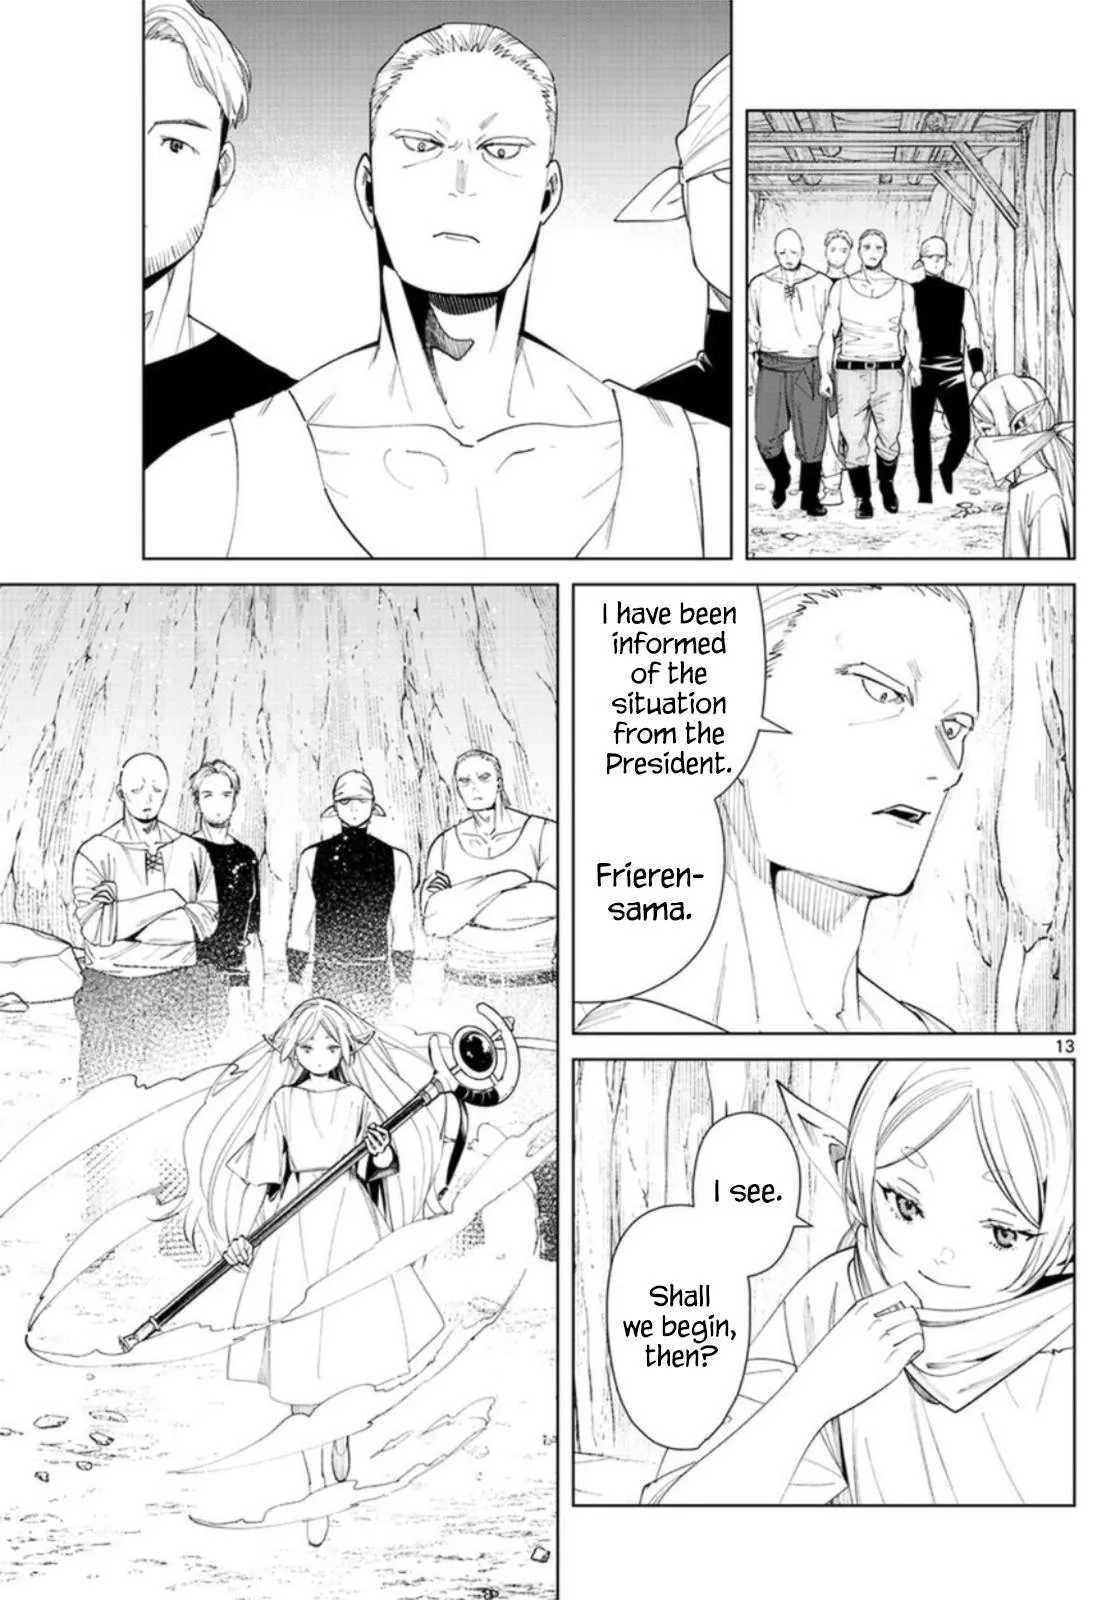 I have been
informed
of the
situation
from the
President.
Frieren-
sama.
13
I see.
Shall
we begin,
then?